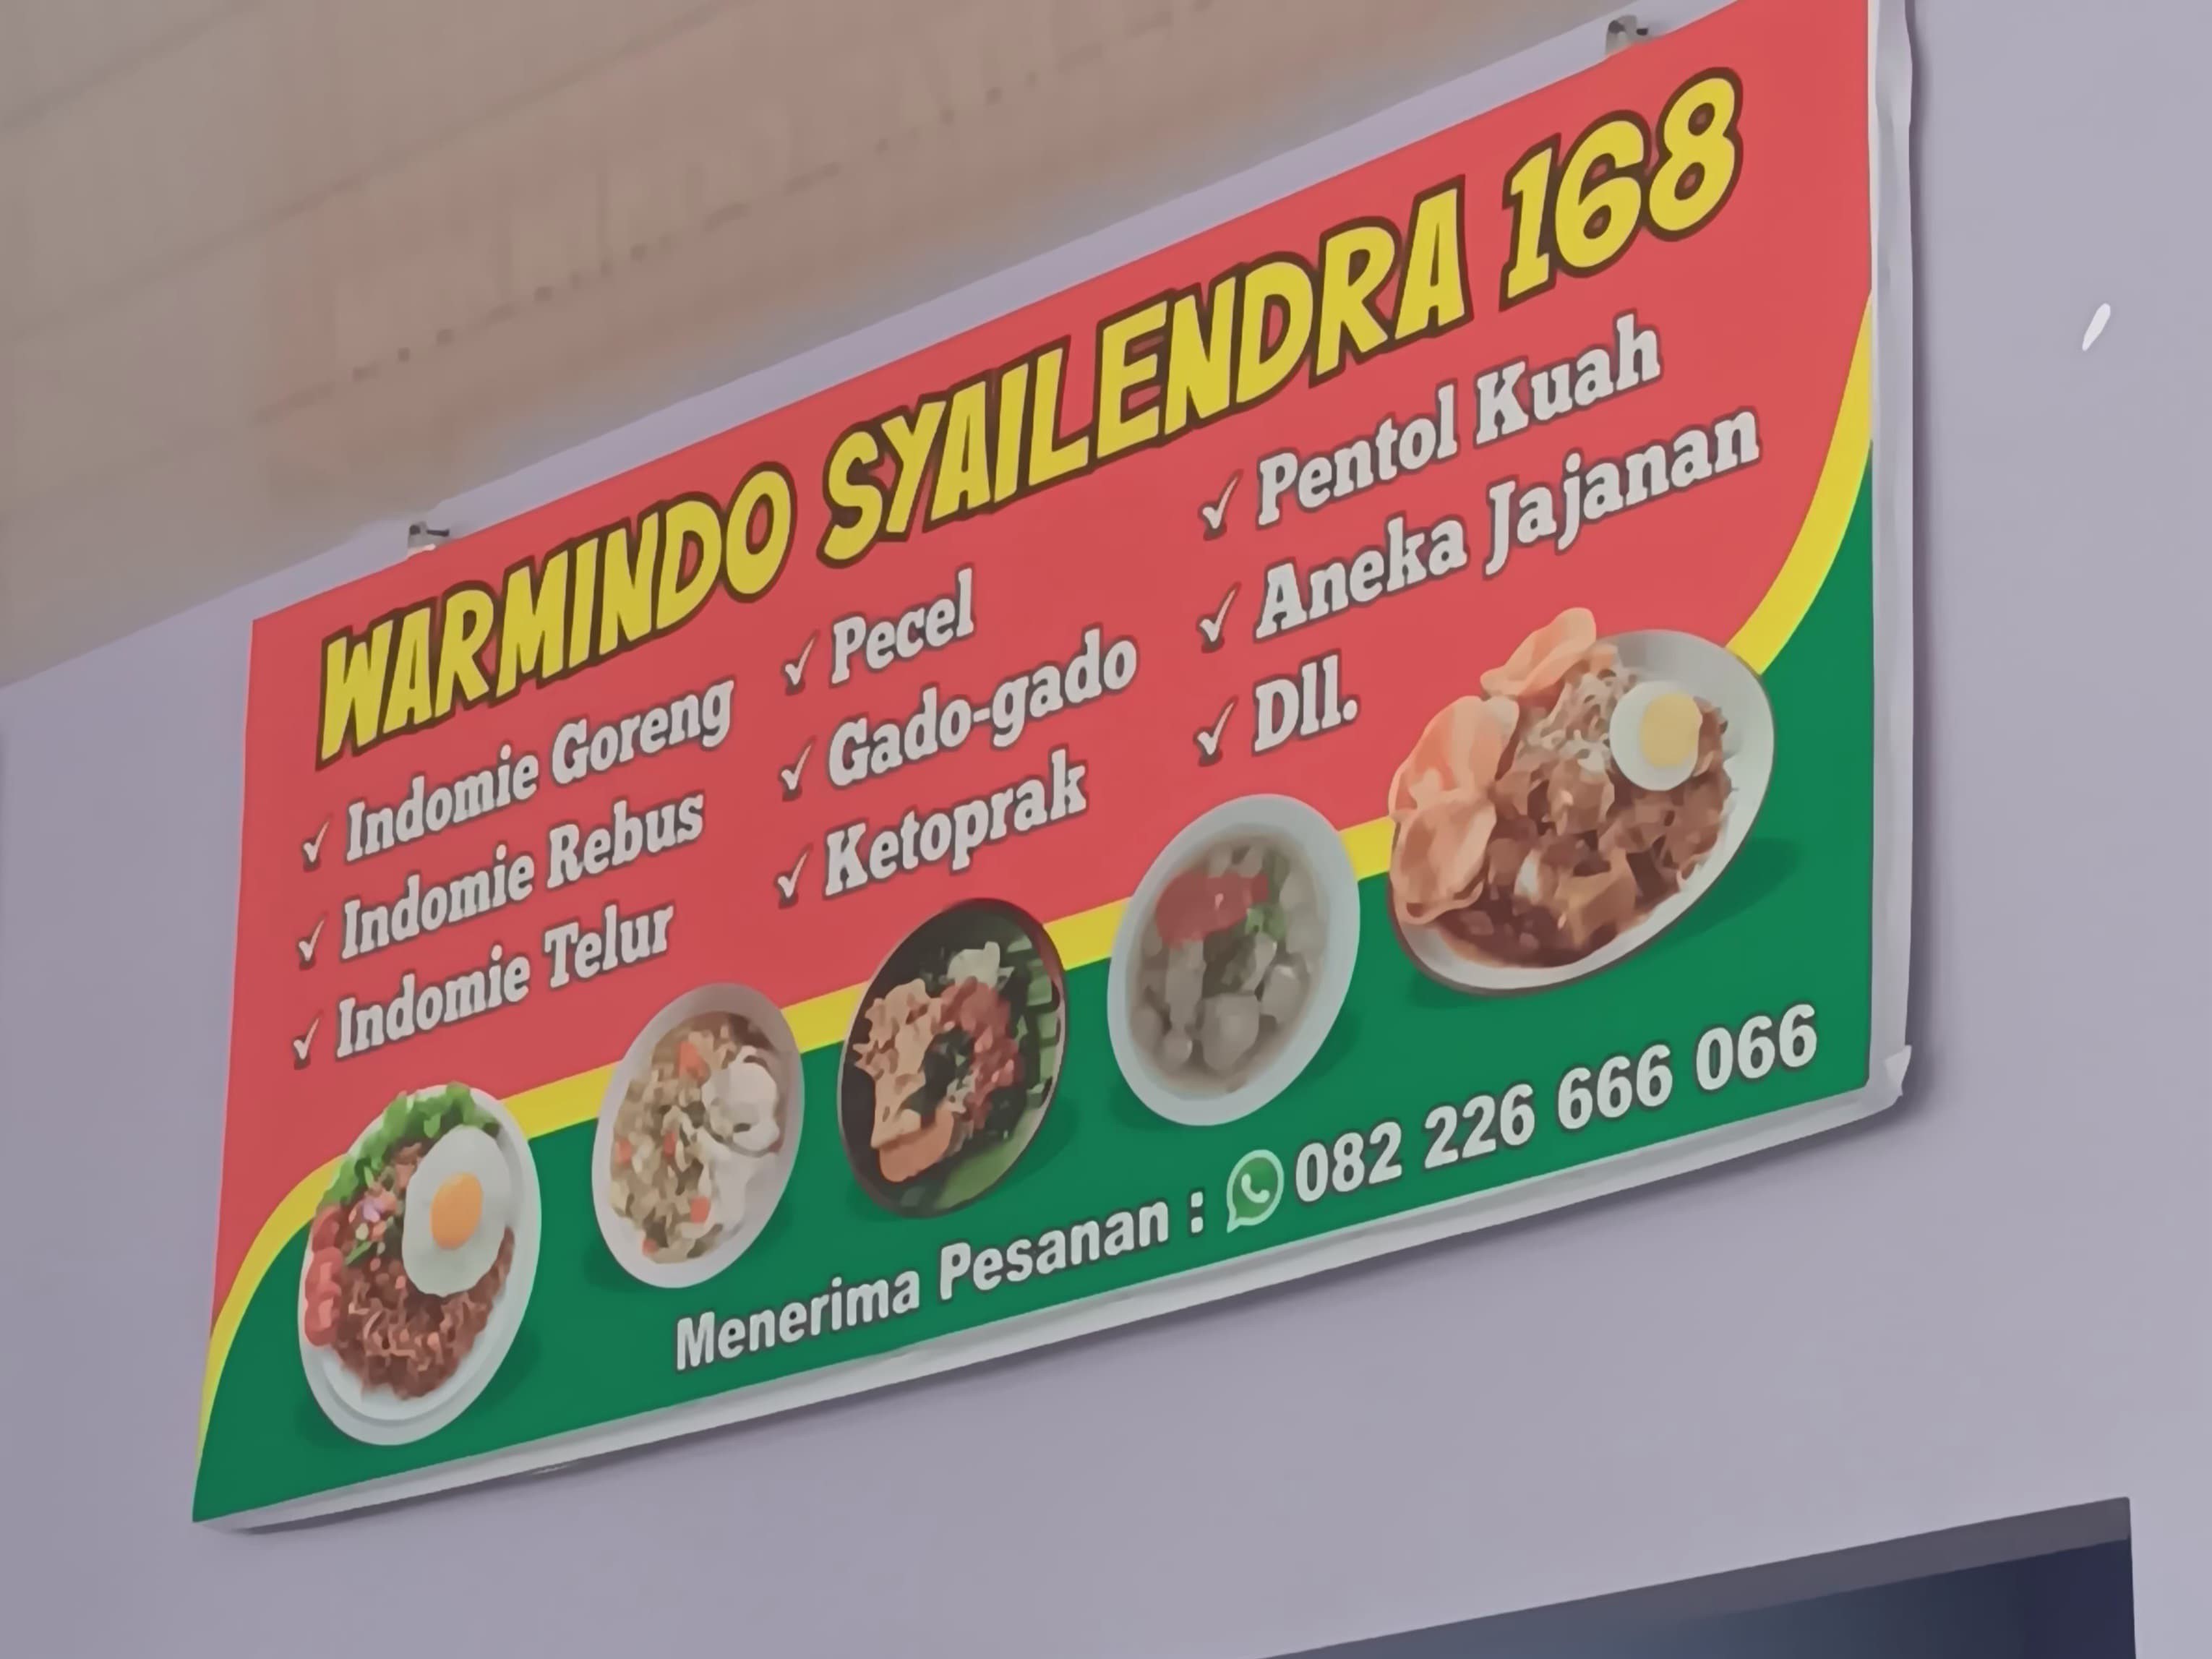 WARMINDO SYAILENDRA 168
✓ Indomie Goreng
✓ Indomie Rebus
✓ Indomie Telur
✓ Pecel
✓ Gado-gado
✓ Ketoprak
✓ Pentol Kuah
✓ Aneka Jajanan
✓ Dll.
Menerima Pesanan : 082 226 666 066